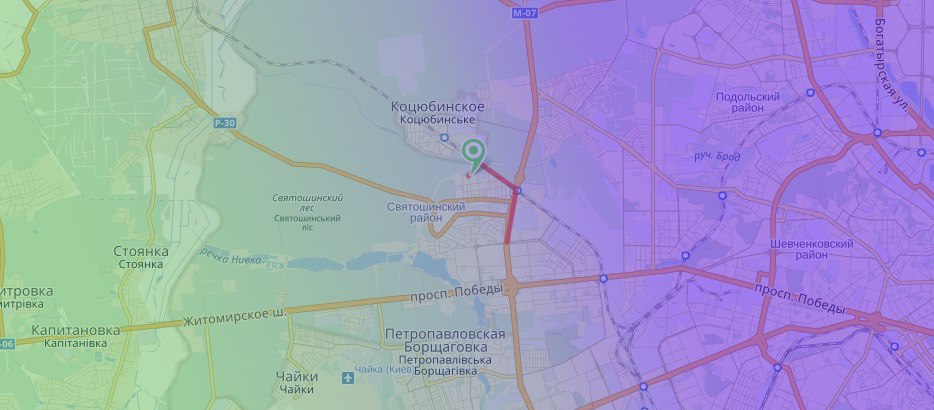 М-07
Богатырская ул.
Подольский
район
Коцюбинское
Коцюбинське
Р-30
руч. Брод
Святошинский
лес
Святошинський
ліс
Святошинский
район
Шевченковский
район
Стоянка
Стоянка
речка Нивка
просп. Победы
просп. Победы
итровка
митрівка
Житомирское ш.
Капитановка
Капітанівка
-06
Петропавловская
Борщаговка
Петропавлівська
Борщагівка
Чайки
Чайки
Чайка (Киев)